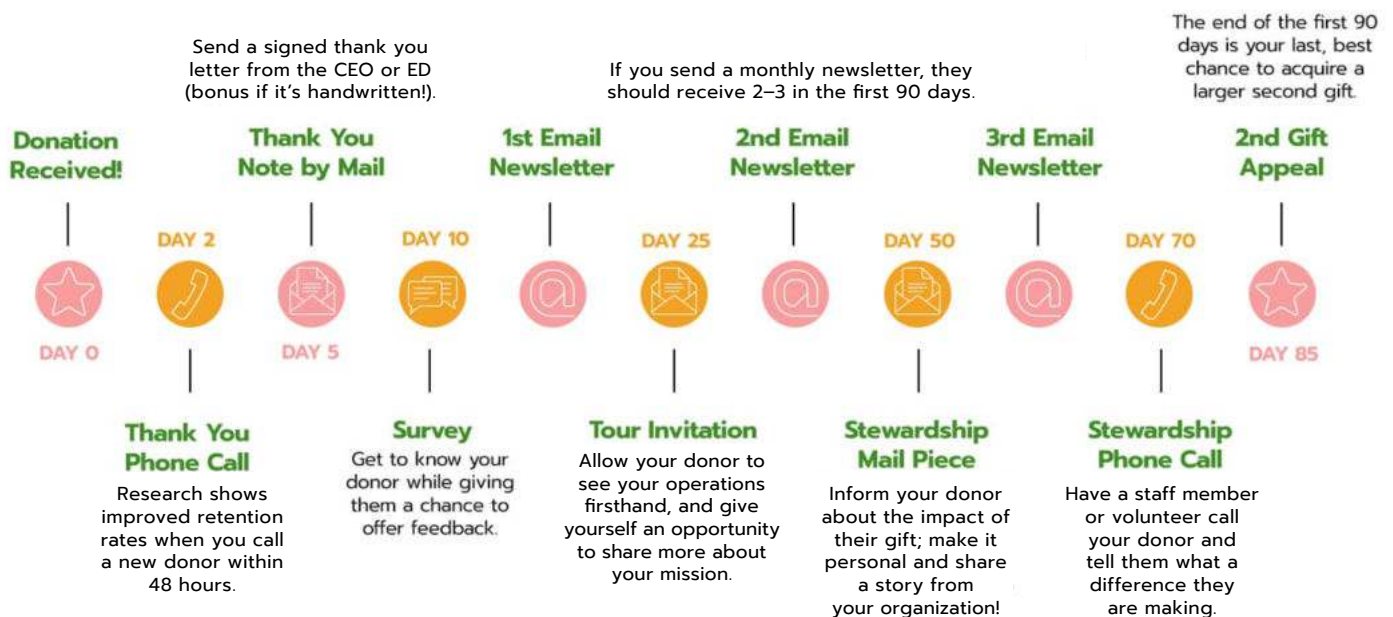 Send a signed thank you
letter from the CEO or ED
(bonus if it's handwritten!).
If you send a monthly newsletter, they
should receive 2–3 in the first 90 days.
The end of the first 90
days is your last, best
chance to acquire a
larger second gift.
Donation
Received!
Thank You
Note by Mail
1st Email
Newsletter
2nd Email
Newsletter
3rd Email
Newsletter
2nd Gift
Appeal
DAY 2
DAY 10
DAY 25
DAY 50
DAY 70
@
@
@
DAY 0
DAY 5
DAY 85
Thank You
Phone Call
Research shows
improved retention
rates when you call
a new donor within
48 hours.
Survey
Get to know your
donor while giving
them a chance to
offer feedback.
Tour Invitation
Allow your donor to
see your operations
firsthand, and give
yourself an opportunity
to share more about
your mission.
Stewardship
Mail Piece
Inform your donor
about the impact of
their gift; make it
personal and share
a story from
your organization!
Stewardship
Phone Call
Have a staff member
or volunteer call
your donor and
tell them what a
difference they
are making.